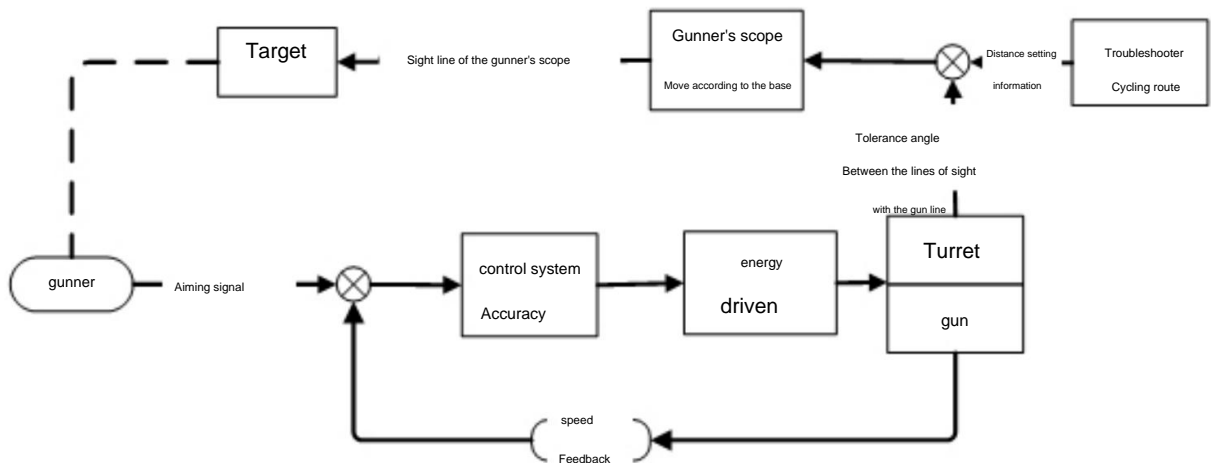 Target
Sight line of the gunner's scope
Gunner's scope
Move according to the base
Distance setting
information
Troubleshooter
Cycling route
Tolerance angle
Between the lines of sight
with the gun line
gunner
Aiming signal
control system
Accuracy
energy
driven
Turret
gun
speed
Feedback